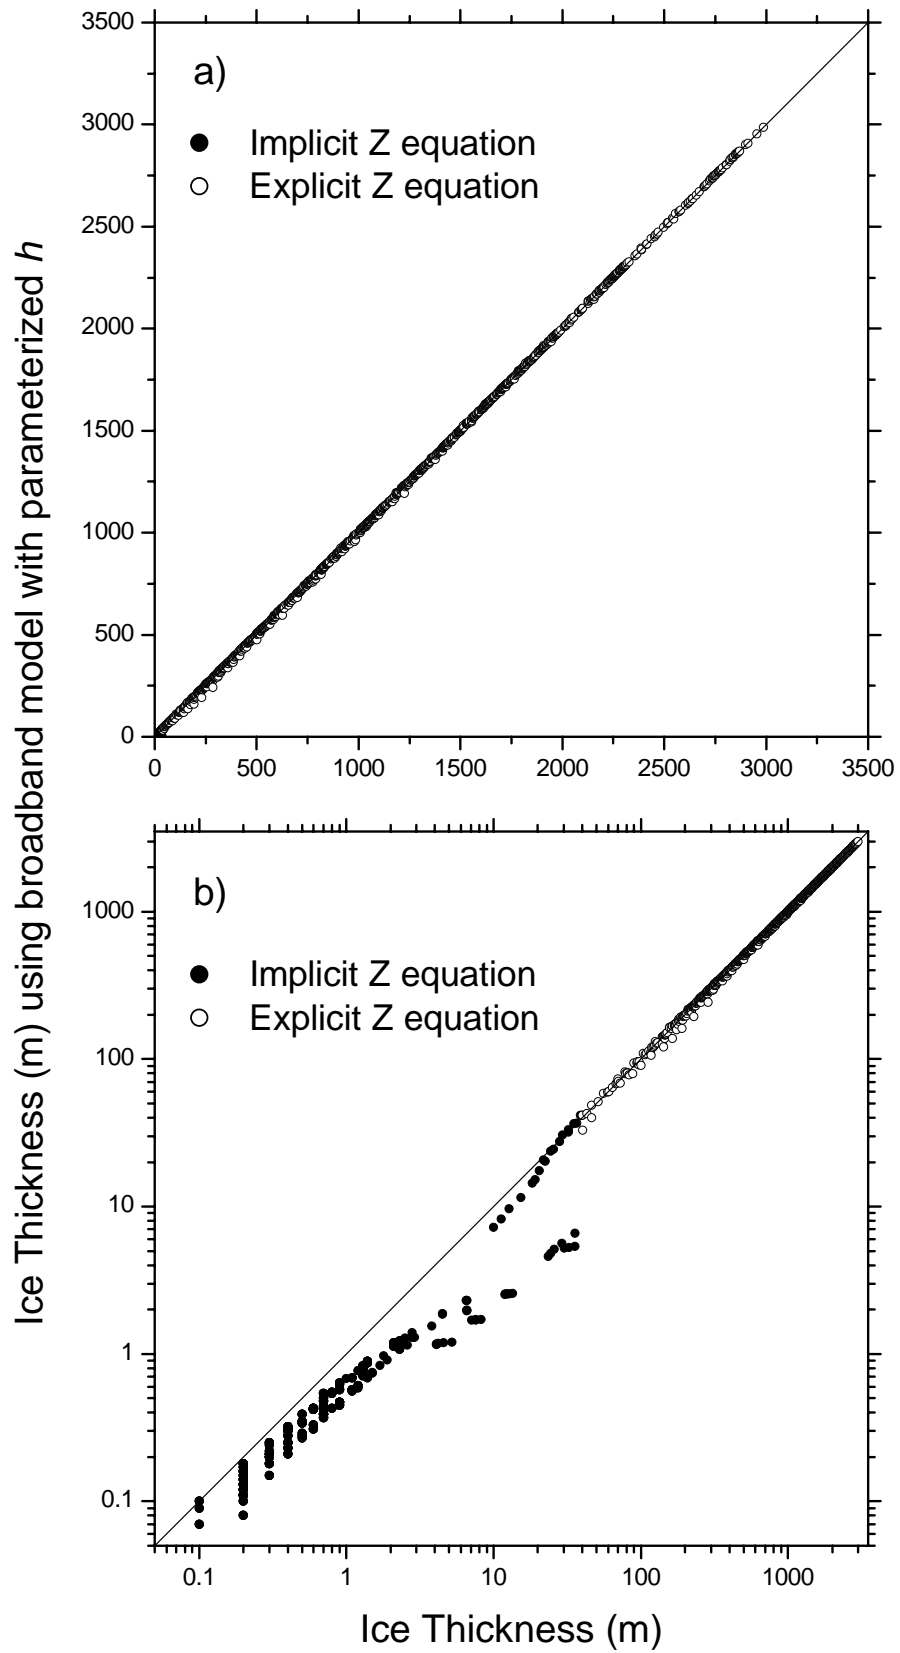 Ice Thickness (m) using broadband model with parameterized h
3500
3000
2500
2000
1500
1000
500
0
a)
Implicit Z equation
Explicit Z equation
0 500 1000 1500 2000 2500 3000 3500
1000
100
10
1
0.1
b)
Implicit Z equation
Explicit Z equation
0.1 1 10 100 1000
Ice Thickness (m)